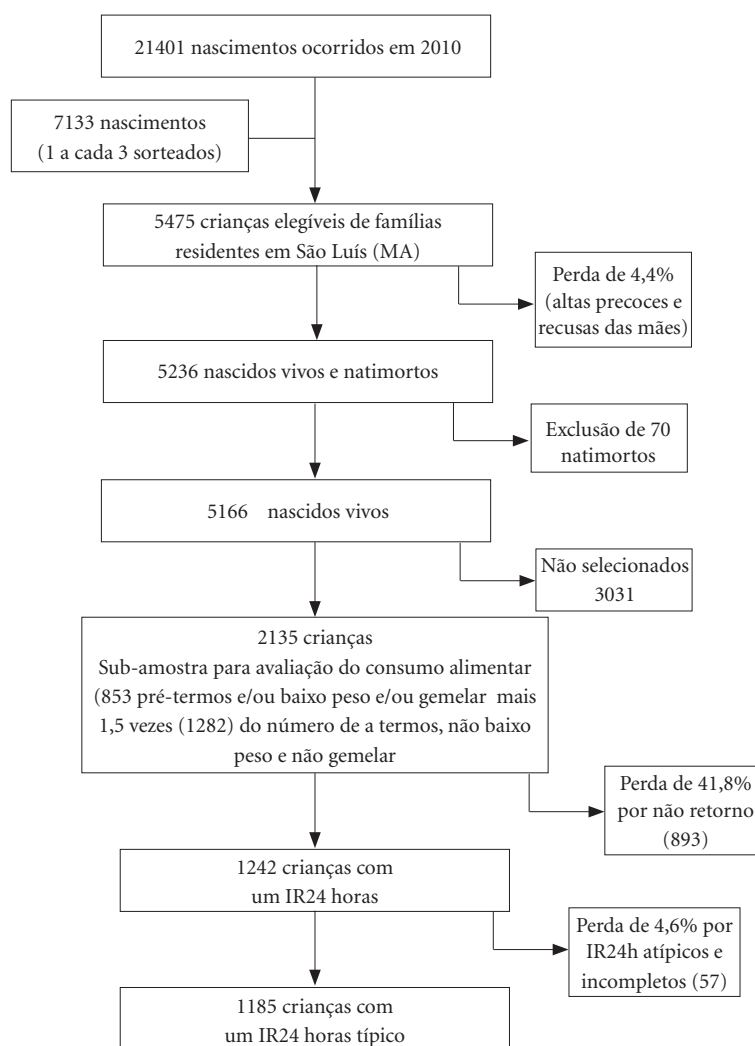 21401 nascimentos ocorridos em 2010
7133 nascimentos
(1 a cada 3 sorteados)
5475 crianças elegíveis de famílias
residentes em São Luís (MA)
Perda de 4,4%
(altas precoces e
recusas das mães)
5236 nascidos vivos e natimortos
Exclusão de 70
natimortos
5166 nascidos vivos
Não selecionados
3031
2135 crianças
Sub-amostra para avaliação do consumo alimentar
(853 pré-termos e/ou baixo peso e/ou gemelar mais
1,5 vezes (1282) do número de a termos, não baixo
peso e não gemelar
Perda de 41,8%
por não retorno
(893)
1242 crianças com
um IR24 horas
Perda de 4,6% por
IR24h atípicos e
incompletos (57)
1185 crianças com
um IR24 horas típico